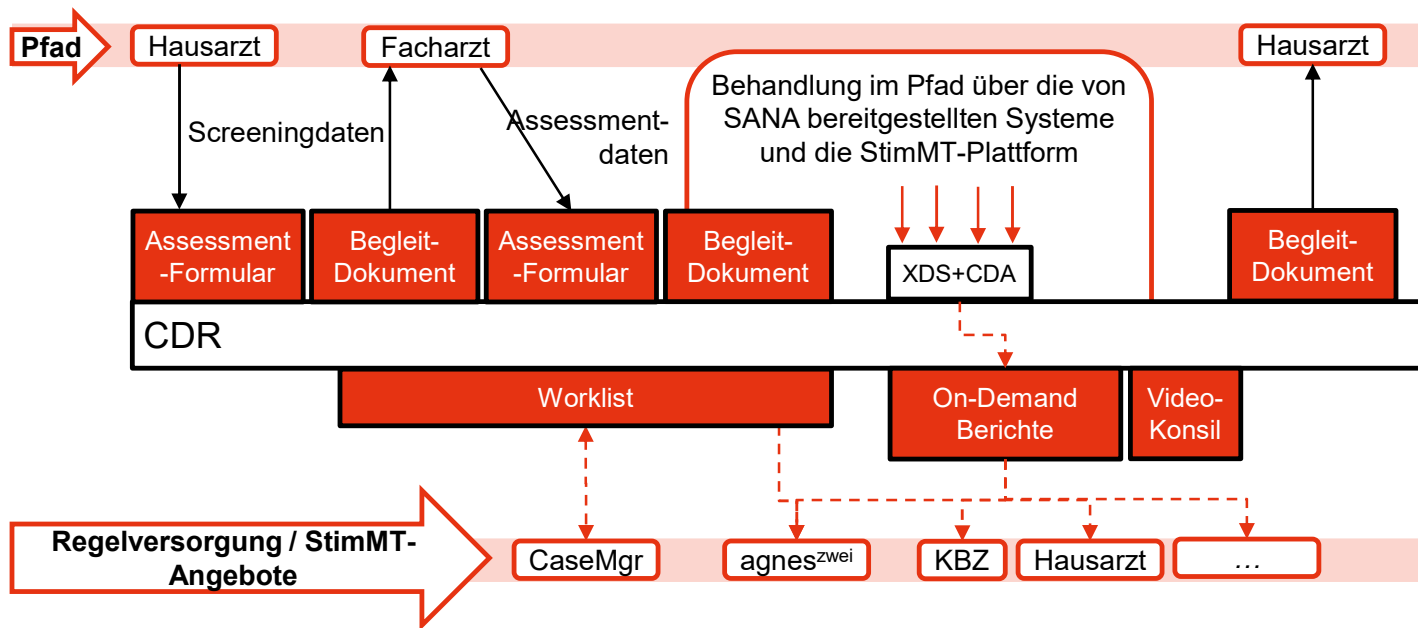 Pfad
Hausarzt
Facharzt
Hausarzt
Screeningdaten
Assessment-
daten
Behandlung im Pfad über die von
SANA bereitgestellten Systeme
und die StimMT-Plattform
Assessment
-Formular
Begleit-
Dokument
Assessment
-Formular
Begleit-
Dokument
XDS+CDA
Begleit-
Dokument
CDR
Worklist
On-Demand
Berichte
Video-
Konsil
Regelversorgung / StimMT-
Angebote
CaseMgr
agneszwei
KBZ
Hausarzt
...